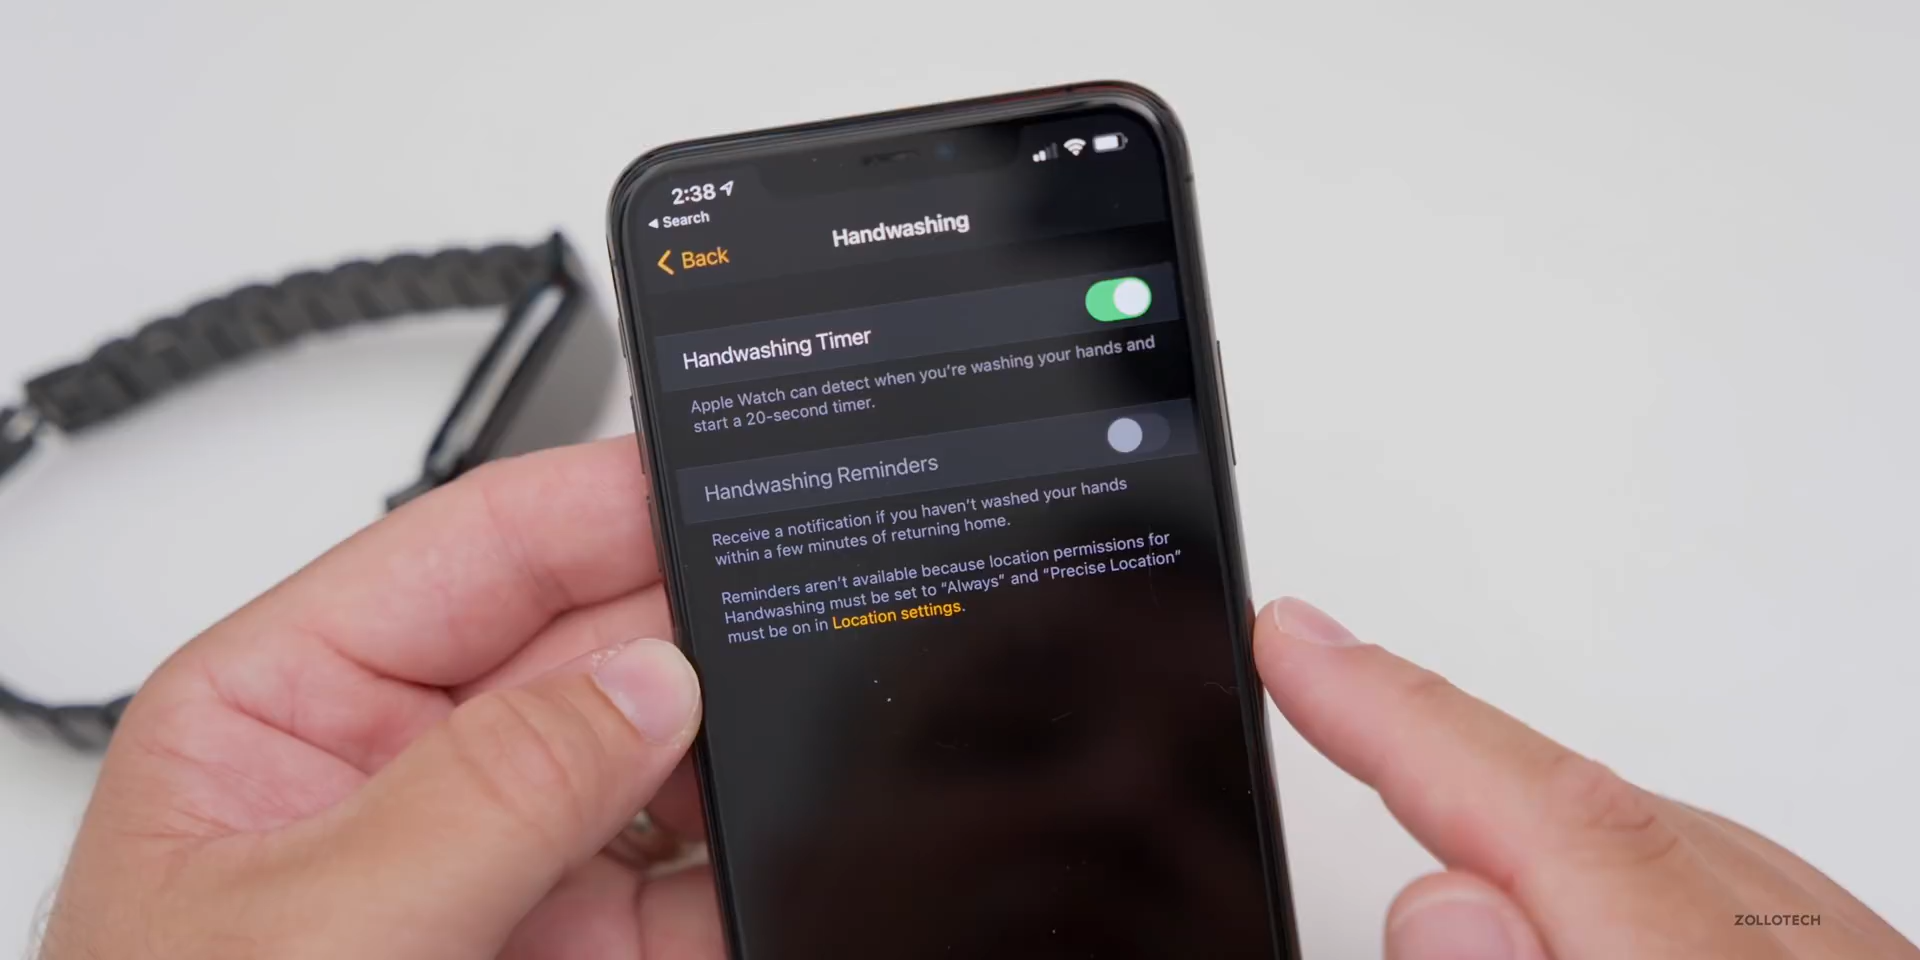 2:38
Search
Back
Handwashing
Handwashing Timer
Apple Watch can detect when you're washing your hands and
start a 20-second timer.
Handwashing Reminders
Receive a notification if you haven't washed your hands
within a few minutes of returning home.
Reminders aren't available because location permissions for
Handwashing must be set to “Always” and “Precise Location”
must be on in Location settings.
ZOLLOTECH